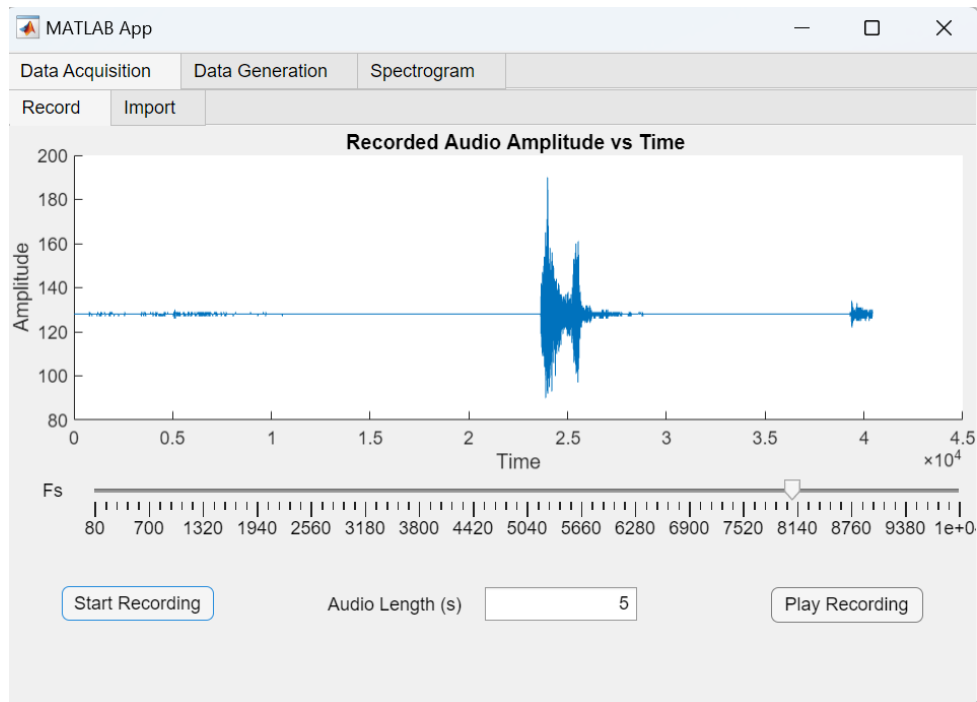 MATLAB App
Data Acquisition Data Generation Spectrogram
Record Import
Recorded Audio Amplitude vs Time
200
180
160
140
120
100
80
Amplitude
0 0.5 1 1.5 2 2.5 3 3.5 4 4.5
Time
×10⁴
Fs
80 700 1320 1940 2560 3180 3800 4420 5040 5660 6280 6900 7520 8140 8760 9380 1e+0
Start Recording Audio Length (s) 5 Play Recording